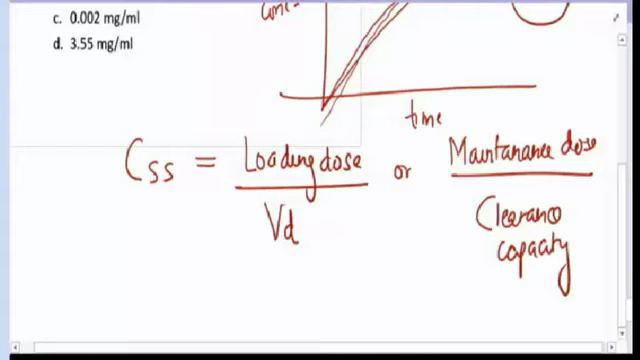 c. 0.002 mg/ml
d. 3.55 mg/ml
time
Css = Loading dose / Vd or Maintanance dose / Clearance capacity